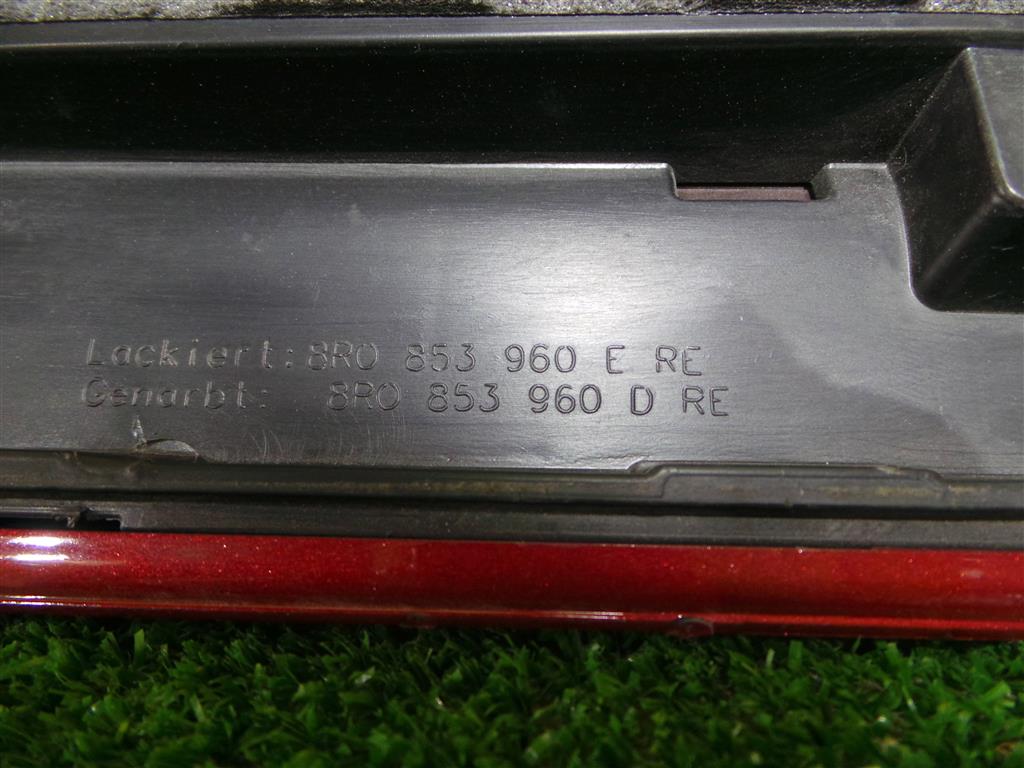 Lackiert: 8R0 853 960 E RE
Genarbt: 8R0 853 960 D RE